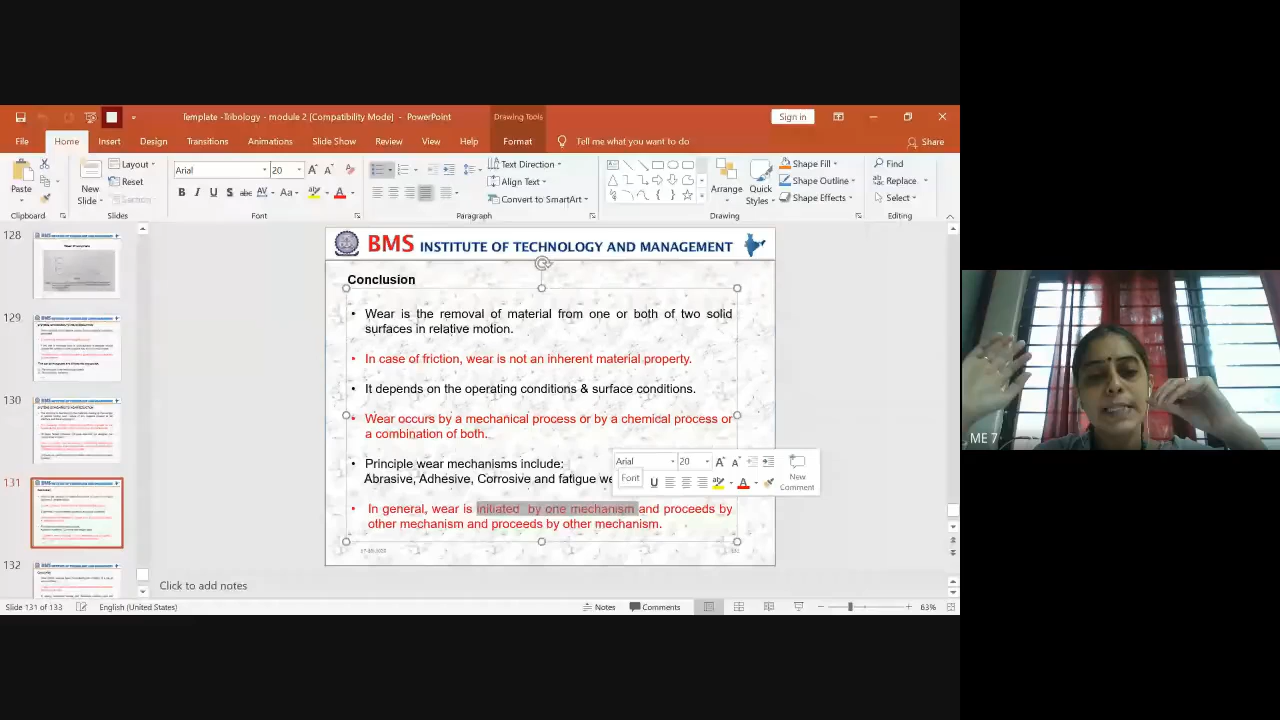 Template -Tribology - module 2 [Compatibility Mode] - PowerPoint
Drawing Tools
Sign in
File Home Insert Design Transitions Animations Slide Show Review View Help Format Tell me what you want to do Share
Paste
New Slide
Layout
Reset
Section
Arial 20
B I U S abc AV Aa A
Text Direction
Align Text
Convert to SmartArt
Arrange
Quick Styles
Shape Fill
Shape Outline
Shape Effects
Find
Replace
Select
Clipboard Slides Font Paragraph Drawing Editing
128
129
130
131
132
BMS INSTITUTE OF TECHNOLOGY AND MANAGEMENT
Conclusion
Wear is the removal of material from one or both of two solid
surfaces in relative motion.
• In case of friction, wear is not an inherent material property.
• It depends on the operating conditions & surface conditions.
• Wear occurs by a mechanical or by a chemical process or
a combination of both.
• Principle wear mechanisms include:
Abrasive, Adhesive, fatigue we
Arial 20
Font
New
Comment
• In general, wear is one mechanism and proceeds by
other mechanism and proceeds by other mechanism.
131
Click to add notes
Slide 131 of 133 English (United States) Notes Comments 63%
ME 7